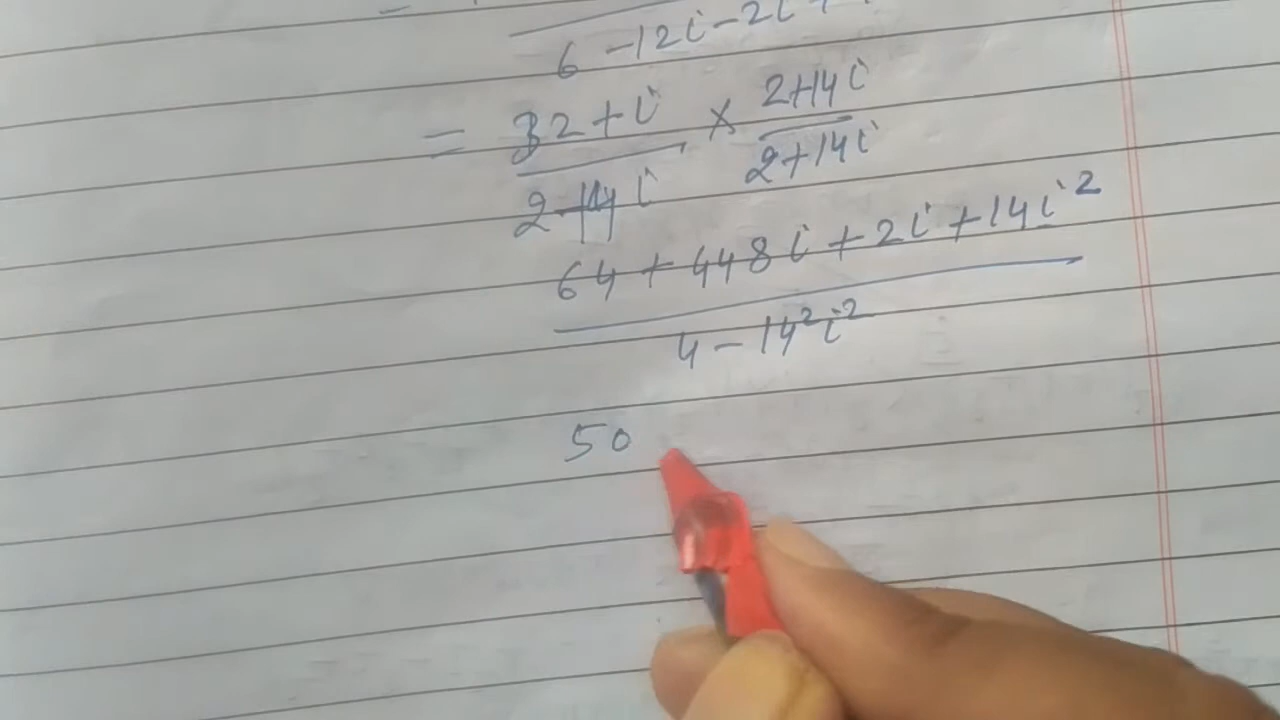 6 - 12i - 2i +
= 32 + i / 2 - 14i × 2+14i / 2+14i
64 + 448i + 2i + 14i²
4 - 14²i²
50